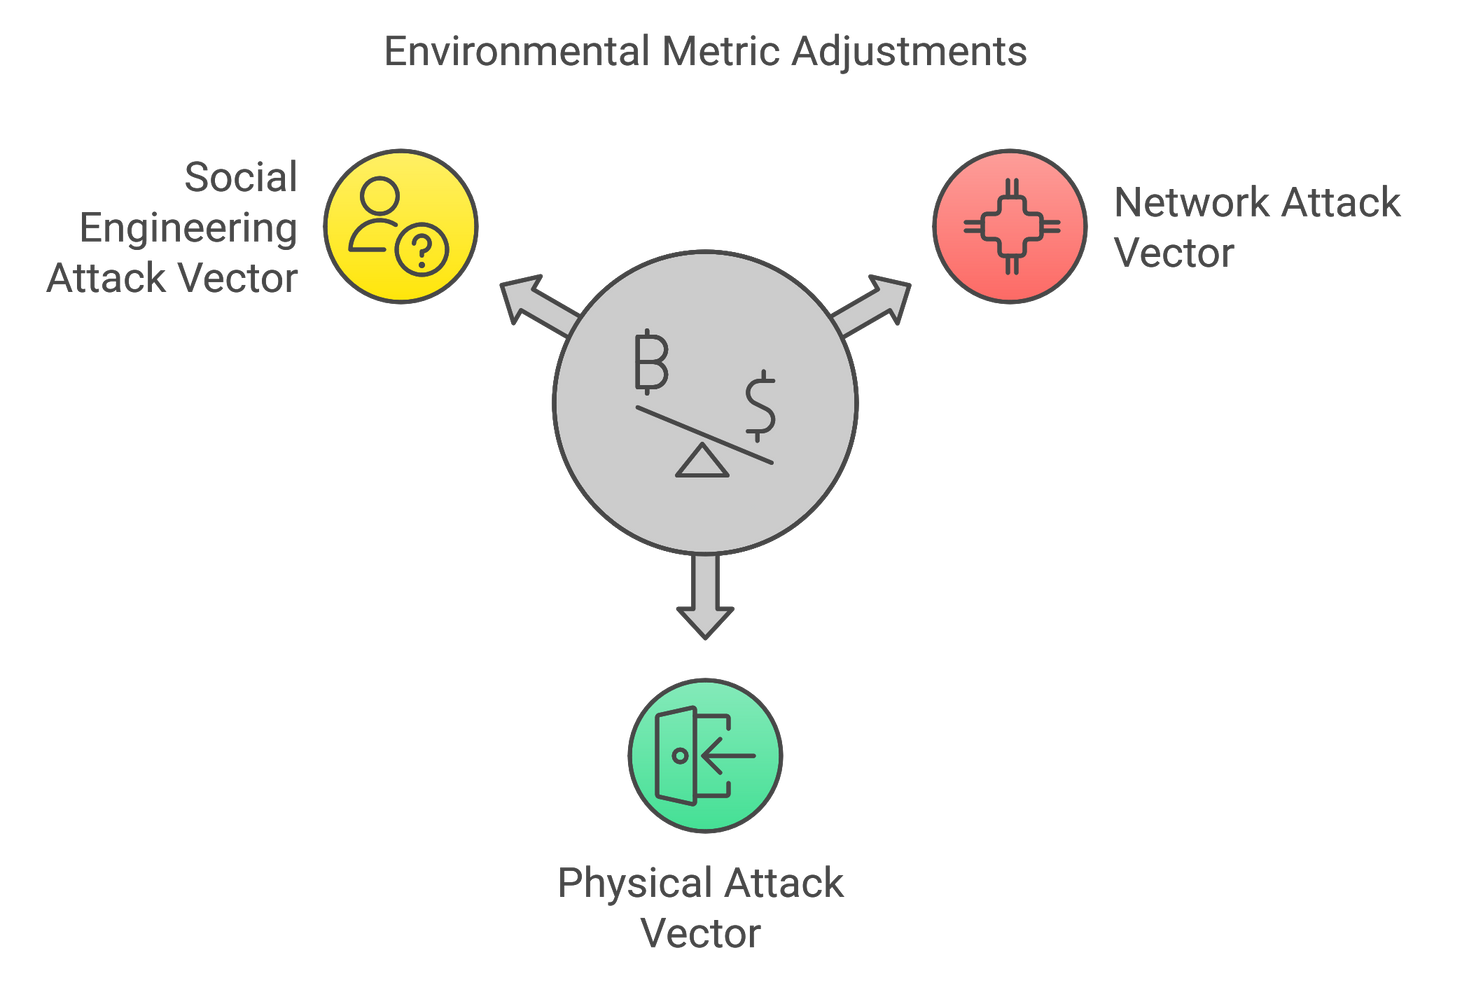 Environmental Metric Adjustments
Social
Engineering
Attack Vector
?
Network Attack
Vector
₿
$
Physical Attack
Vector